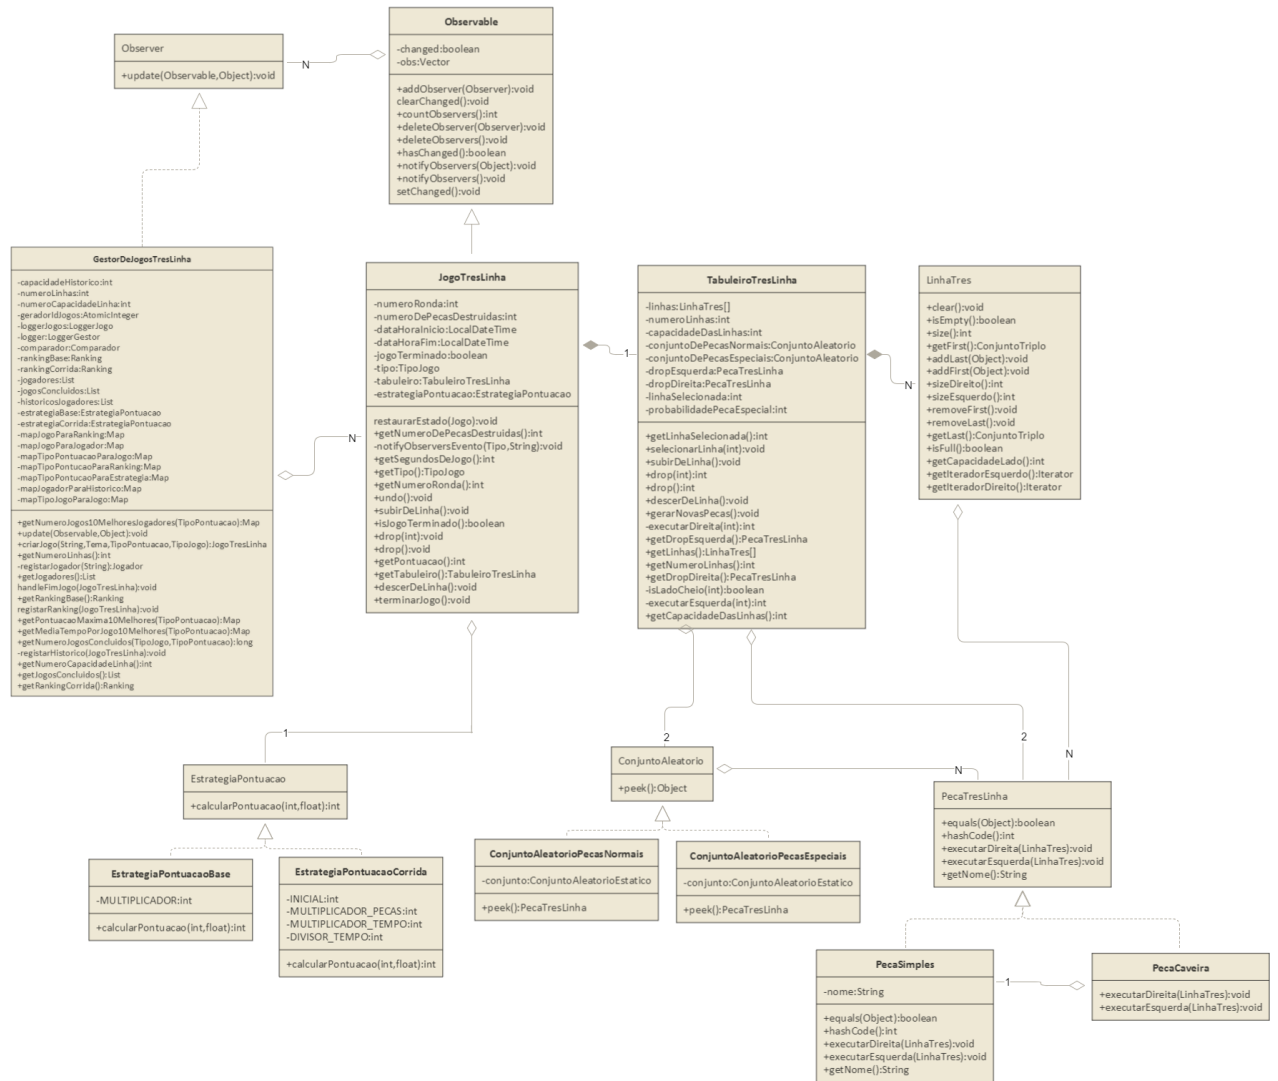 Observable
-changed:boolean
-obs:Vector
+addObserver(Observer):void
clearChanged():void
+countObservers():int
+deleteObserver(Observer):void
+deleteObservers():void
+hasChanged():boolean
+notifyObservers(Object):void
+notifyObservers():void
setChanged():void
Observer
+update(Observable,Object):void
N
GestorDeJogosTresLinha
-capacidadeHistorico:int
-numeroLinhas:int
-numeroCapacidadeLinha:int
-geradorIdJogos:AtomicInteger
-loggerJogos:LoggerJogo
-logger:LoggerGestor
-comparador:Comparador
-rankingBase:Ranking
-rankingCorrida:Ranking
-jogadores:List
-jogosConcluidos:List
-historicosJogadores:List
-estrategiaBase:EstrategiaPontuacao
-estrategiaCorrida:EstrategiaPontuacao
-mapJogoParaRanking:Map
-mapJogoParaJogador:Map
-mapTipoPontuacaoParaJogo:Map
-mapTipoPontucaoParaRanking:Map
-mapTipoPontucaoParaEstrategia:Map
-mapJogadorParaHistorico:Map
-mapTipoJogoParaJogo:Map
+getNumeroJogos10MelhoresJogadores(TipoPontuacao):Map
+update(Observable,Object):void
+criarJogo(String,Tema,TipoPontuacao,TipoJogo):JogoTresLinha
+getNumeroLinhas():int
-registarJogador(String):Jogador
+getJogadores():List
handleFimJogo(JogoTresLinha):void
+getRankingBase():Ranking
registarRanking(JogoTresLinha):void
+getPontuacaoMaxima10Melhores(TipoPontuacao):Map
+getMediaTempoPorJogo10Melhores(TipoPontuacao):Map
+getNumeroJogosConcluidos(TipoJogo,TipoPontuacao):long
-registarHistorico(JogoTresLinha):void
+getNumeroCapacidadeLinha():int
+getJogosConcluidos():List
+getRankingCorrida():Ranking
N
JogoTresLinha
-numeroRonda:int
-numeroDePecasDestruidas:int
-dataHoraInicio:LocalDateTime
-dataHoraFim:LocalDateTime
-jogoTerminado:boolean
-tipo:TipoJogo
-tabuleiro:TabuleiroTresLinha
-estrategiaPontuacao:EstrategiaPontuacao
restaurarEstado(Jogo):void
+getNumeroDePecasDestruidas():int
-notifyObserversEvento(Tipo,String):void
+getSegundosDeJogo():int
+getTipo():TipoJogo
+getNumeroRonda():int
+undo():void
+subirDeLinha():void
+isJogoTerminado():boolean
+drop(int):void
+drop():void
+getPontuacao():int
+getTabuleiro():TabuleiroTresLinha
+descerDeLinha():void
+terminarJogo():void
1
TabuleiroTresLinha
-linhas:LinhaTres[]
-numeroLinhas:int
-capacidadeDasLinhas:int
-conjuntoDePecasNormais:ConjuntoAleatorio
-conjuntoDePecasEspeciais:ConjuntoAleatorio
-dropEsquerda:PecaTresLinha
-dropDireita:PecaTresLinha
-linhaSelecionada:int
-probabilidadePecaEspecial:int
+getLinhaSelecionada():int
+selecionarLinha(int):void
+subirDeLinha():void
+drop(int):int
+drop():int
+descerDeLinha():void
+gerarNovasPecas():void
-executarDireita(int):int
+getDropEsquerda():PecaTresLinha
+getLinhas():LinhaTres[]
+getNumeroLinhas():int
+getDropDireita():PecaTresLinha
-isLadoCheio(int):boolean
-executarEsquerda(int):int
+getCapacidadeDasLinhas():int
N
LinhaTres
+clear():void
+isEmpty():boolean
+size():int
+getFirst():ConjuntoTriplo
+addLast(Object):void
+addFirst(Object):void
+sizeDireito():int
+sizeEsquerdo():int
+removeFirst():void
+removeLast():void
+getLast():ConjuntoTriplo
+isFull():boolean
+getCapacidadeLado():int
+getIteradorEsquerdo():Iterator
+getIteradorDireito():Iterator
1
2
2
N
EstrategiaPontuacao
+calcularPontuacao(int,float):int
ConjuntoAleatorio
+peek():Object
N
PecaTresLinha
+equals(Object):boolean
+hashCode():int
+executarDireita(LinhaTres):void
+executarEsquerda(LinhaTres):void
+getNome():String
EstrategiaPontuacaoBase
-MULTIPLICADOR:int
+calcularPontuacao(int,float):int
EstrategiaPontuacaoCorrida
-INICIAL:int
-MULTIPLICADOR_PECAS:int
-MULTIPLICADOR_TEMPO:int
-DIVISOR_TEMPO:int
+calcularPontuacao(int,float):int
ConjuntoAleatorioPecasNormais
-conjunto:ConjuntoAleatorioEstatico
+peek():PecaTresLinha
ConjuntoAleatorioPecasEspeciais
-conjunto:ConjuntoAleatorioEstatico
+peek():PecaTresLinha
PecaSimples
-nome:String
+equals(Object):boolean
+hashCode():int
+executarDireita(LinhaTres):void
+executarEsquerda(LinhaTres):void
+getNome():String
1
PecaCaveira
+executarDireita(LinhaTres):void
+executarEsquerda(LinhaTres):void